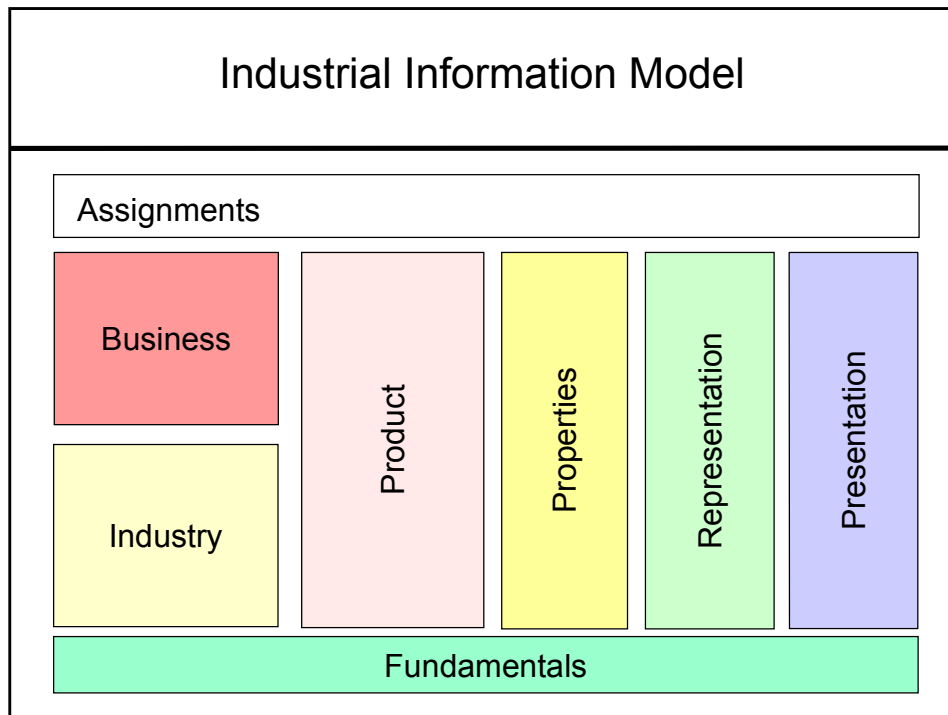 Industrial Information Model
Assignments
Business
Industry
Product
Properties
Representation
Presentation
Fundamentals